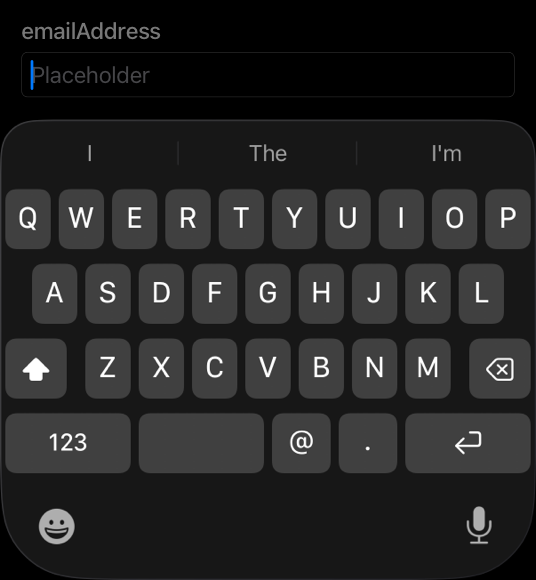 emailAddress
Placeholder
I The I'm
Q W E R T Y U I O P
A S D F G H J K L
Z X C V B N M
123 @ .